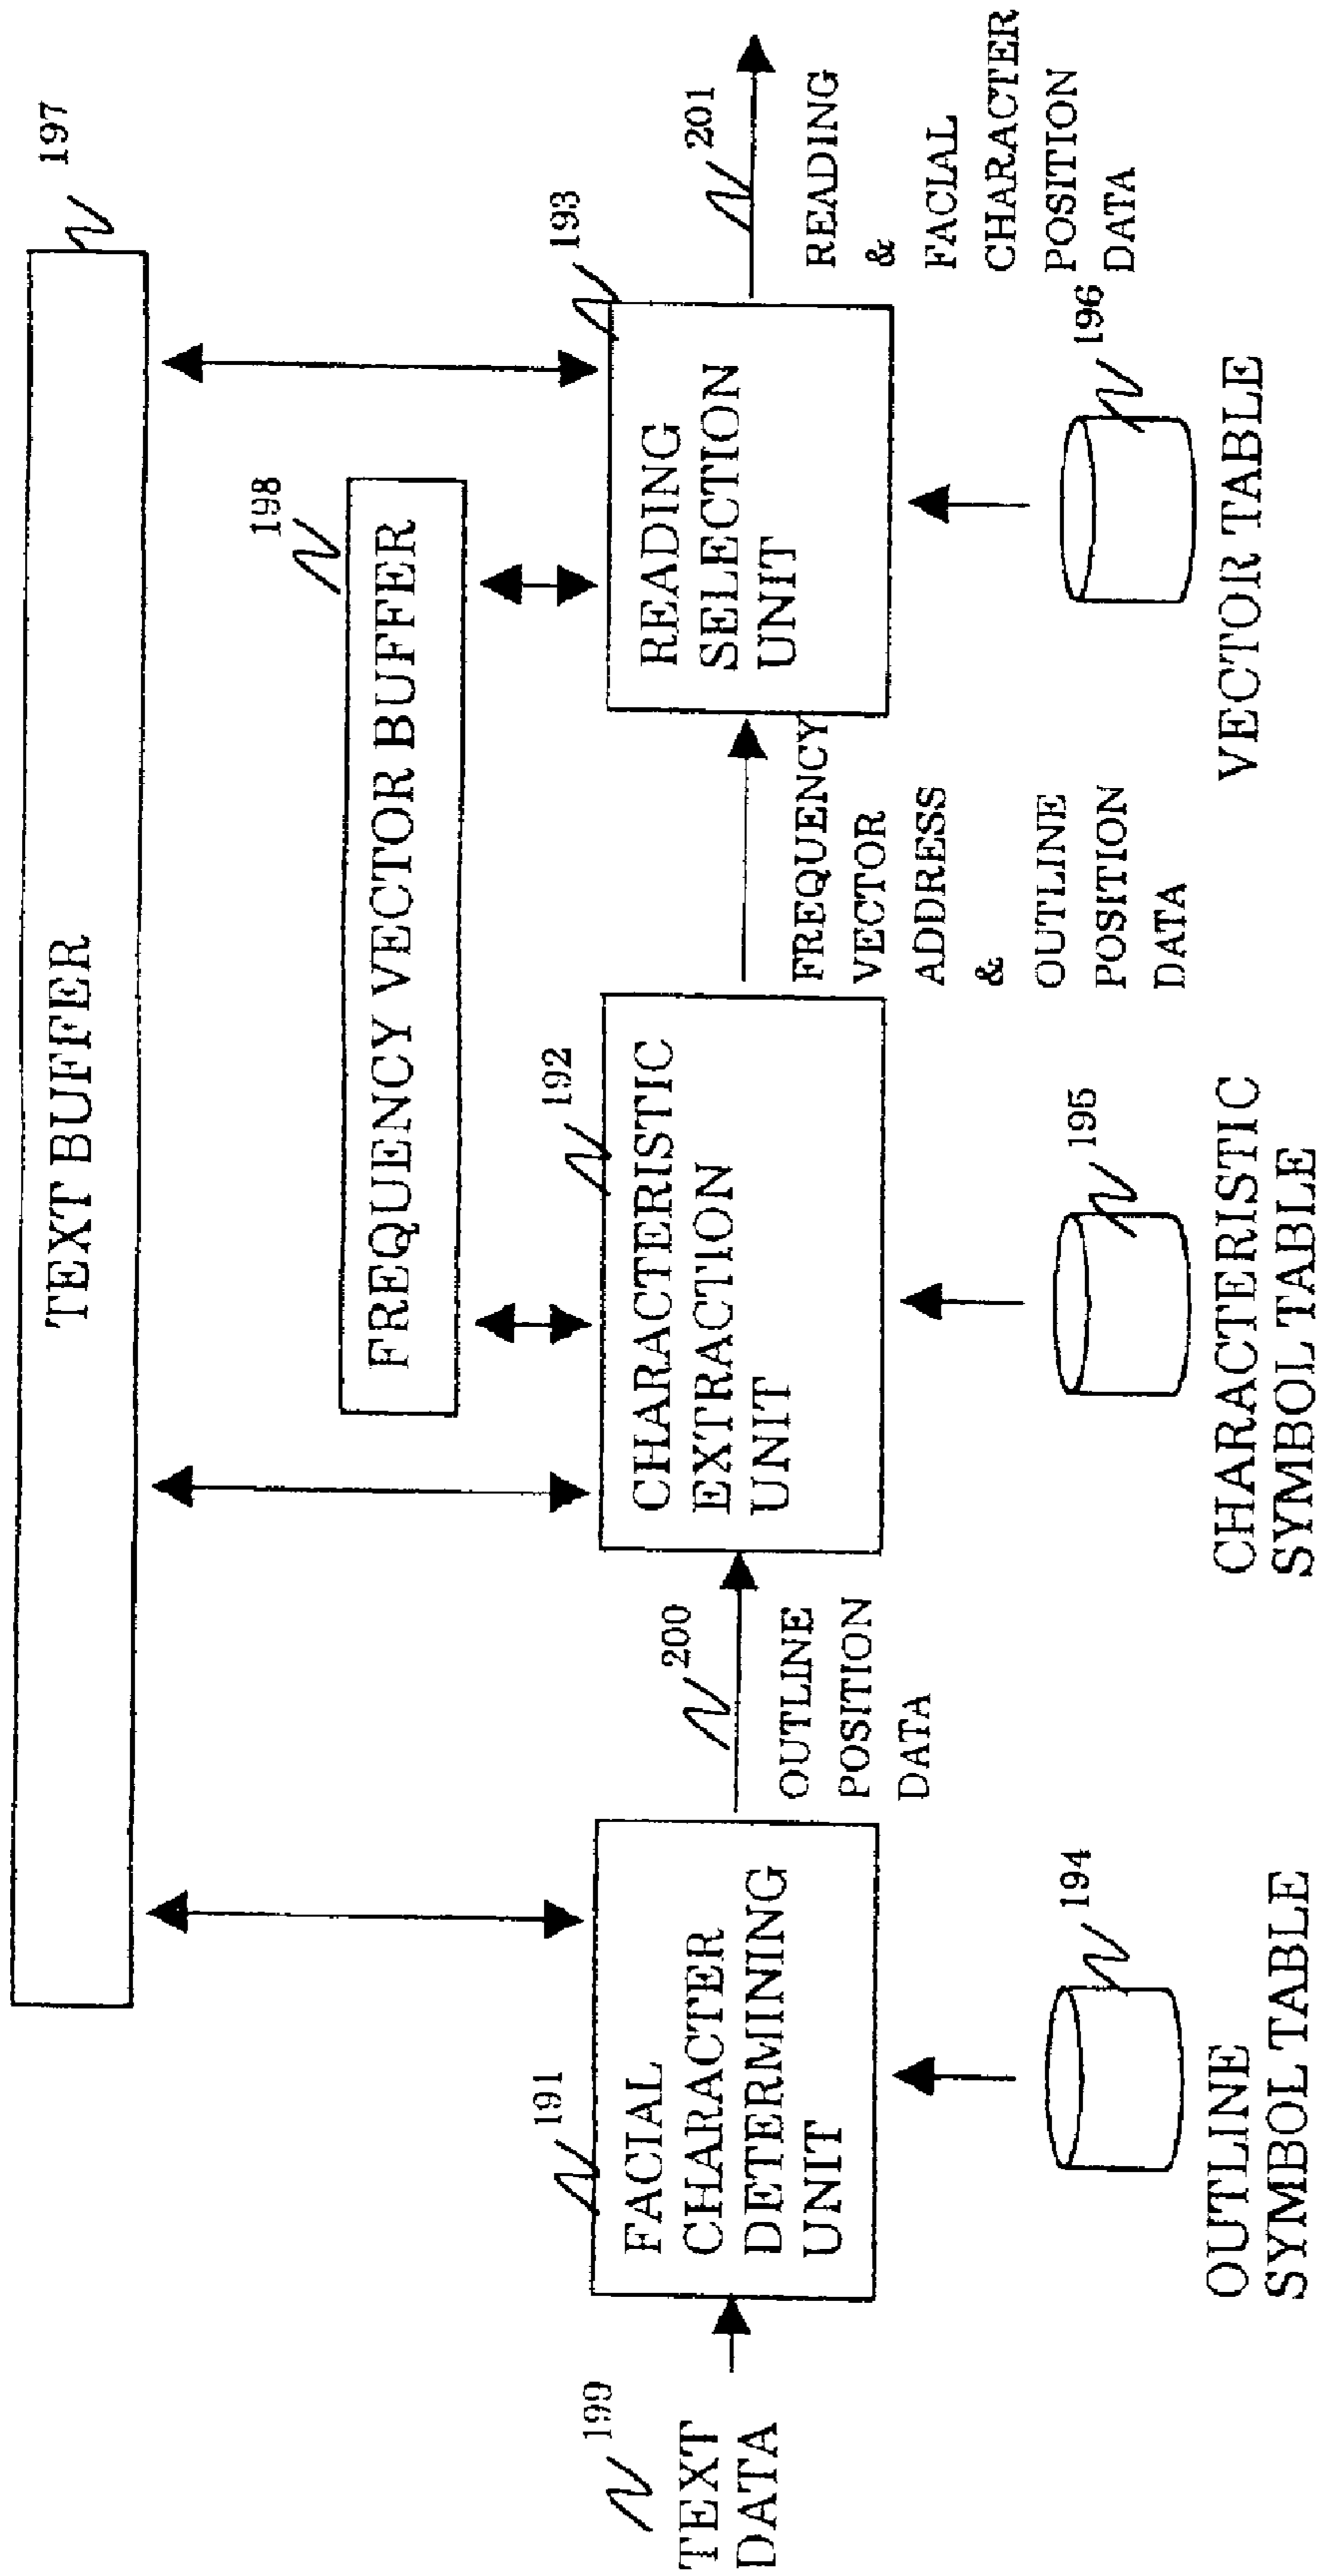 197
TEXT BUFFER
198
FREQUENCY VECTOR BUFFER
199
TEXT
DATA
191
FACIAL
CHARACTER
DETERMINING
UNIT
200
OUTLINE
POSITION
DATA
192
CHARACTERISTIC
EXTRACTION
UNIT
FREQUENCY
VECTOR
ADDRESS
&
OUTLINE
POSITION
DATA
193
READING
SELECTION
UNIT
201
READING
&
FACIAL
CHARACTER
POSITION
DATA
194
OUTLINE
SYMBOL TABLE
195
CHARACTERISTIC
SYMBOL TABLE
196
VECTOR TABLE